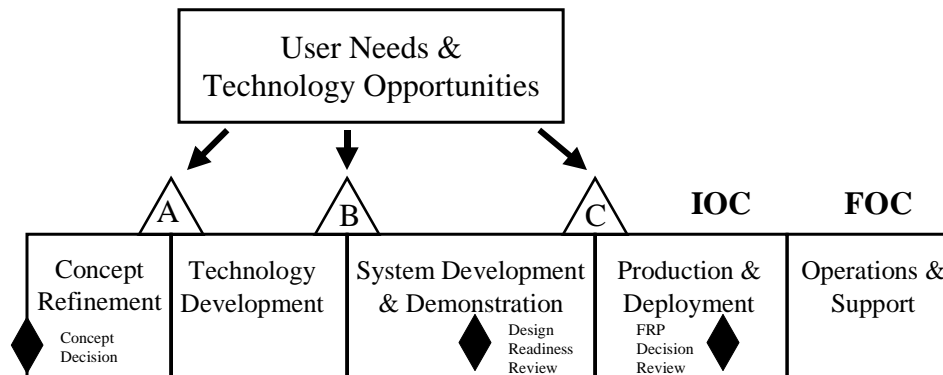 User Needs &
Technology Opportunities
A
B
C
IOC
FOC
Concept
Refinement
Technology
Development
System Development
& Demonstration
Production &
Deployment
Operations &
Support
Concept
Decision
Design
Readiness
Review
FRP
Decision
Review